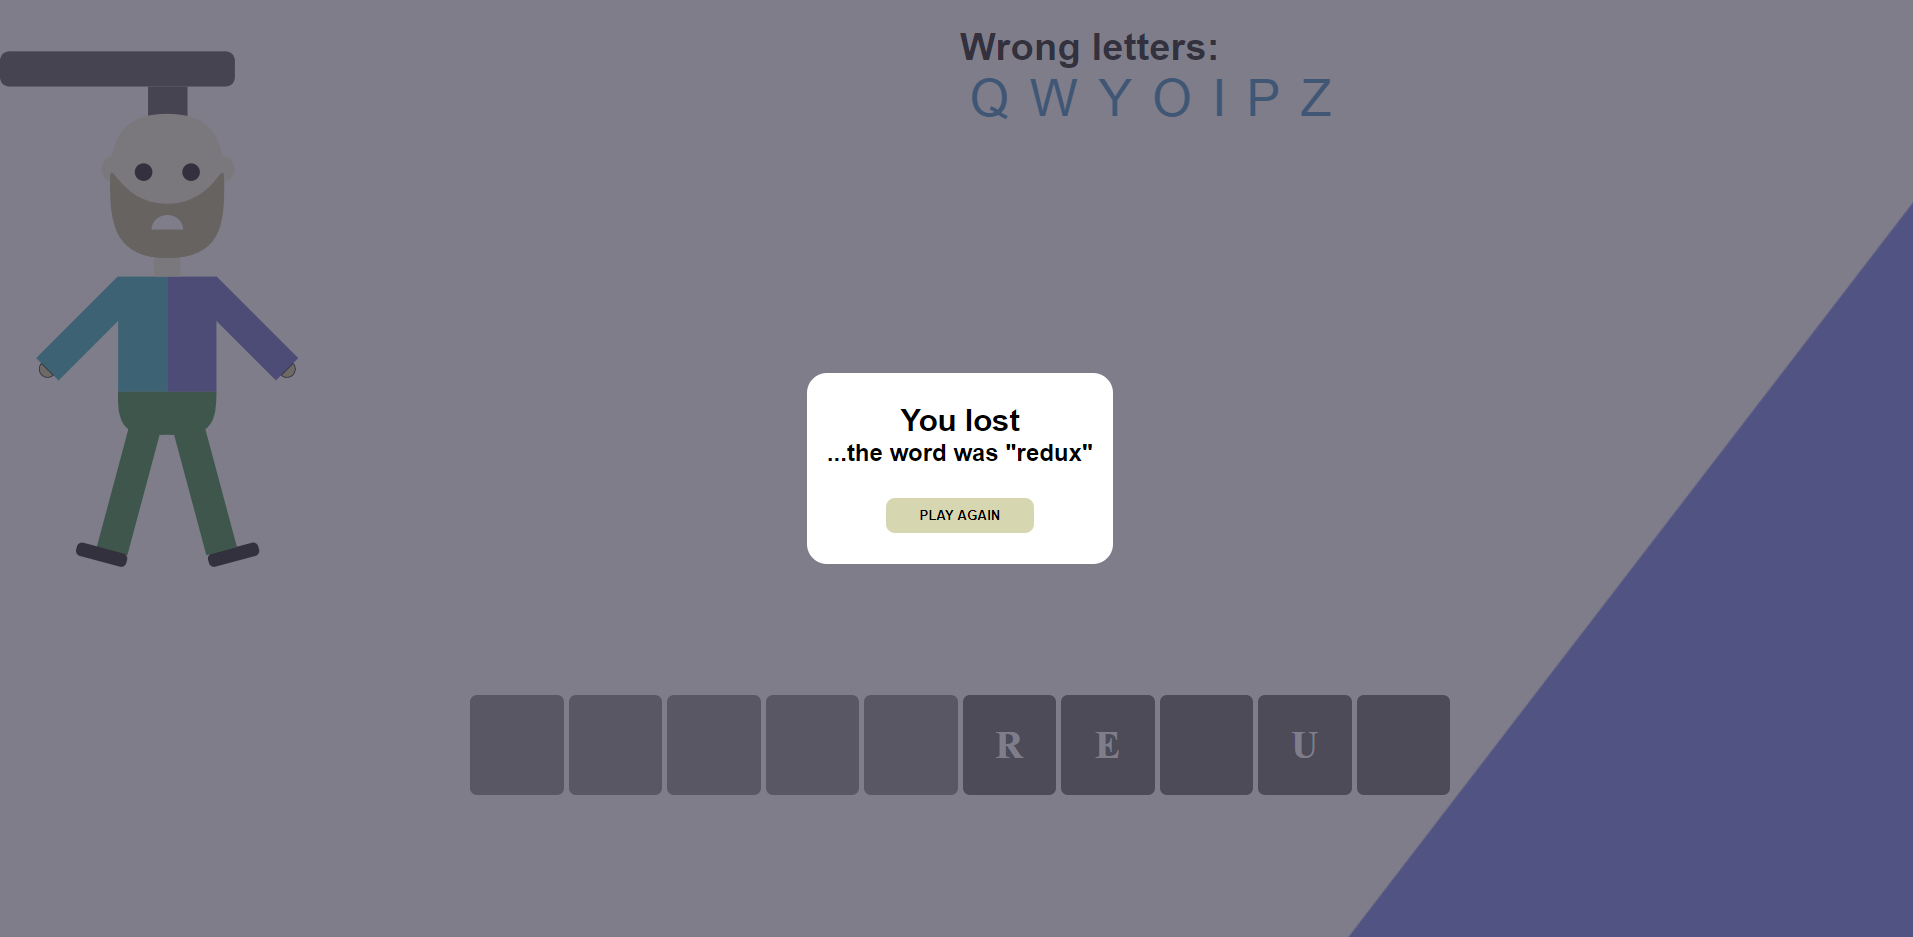 Wrong letters:
Q W Y O I P Z
You lost
...the word was "redux"
PLAY AGAIN
R E U